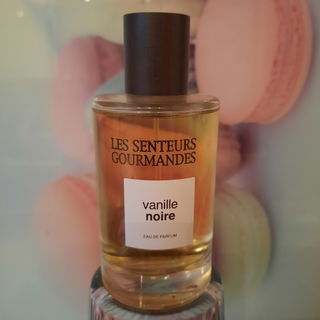 LES SENTEURS
GOURMANDES
vanille
noire
EAU DE PARFUM